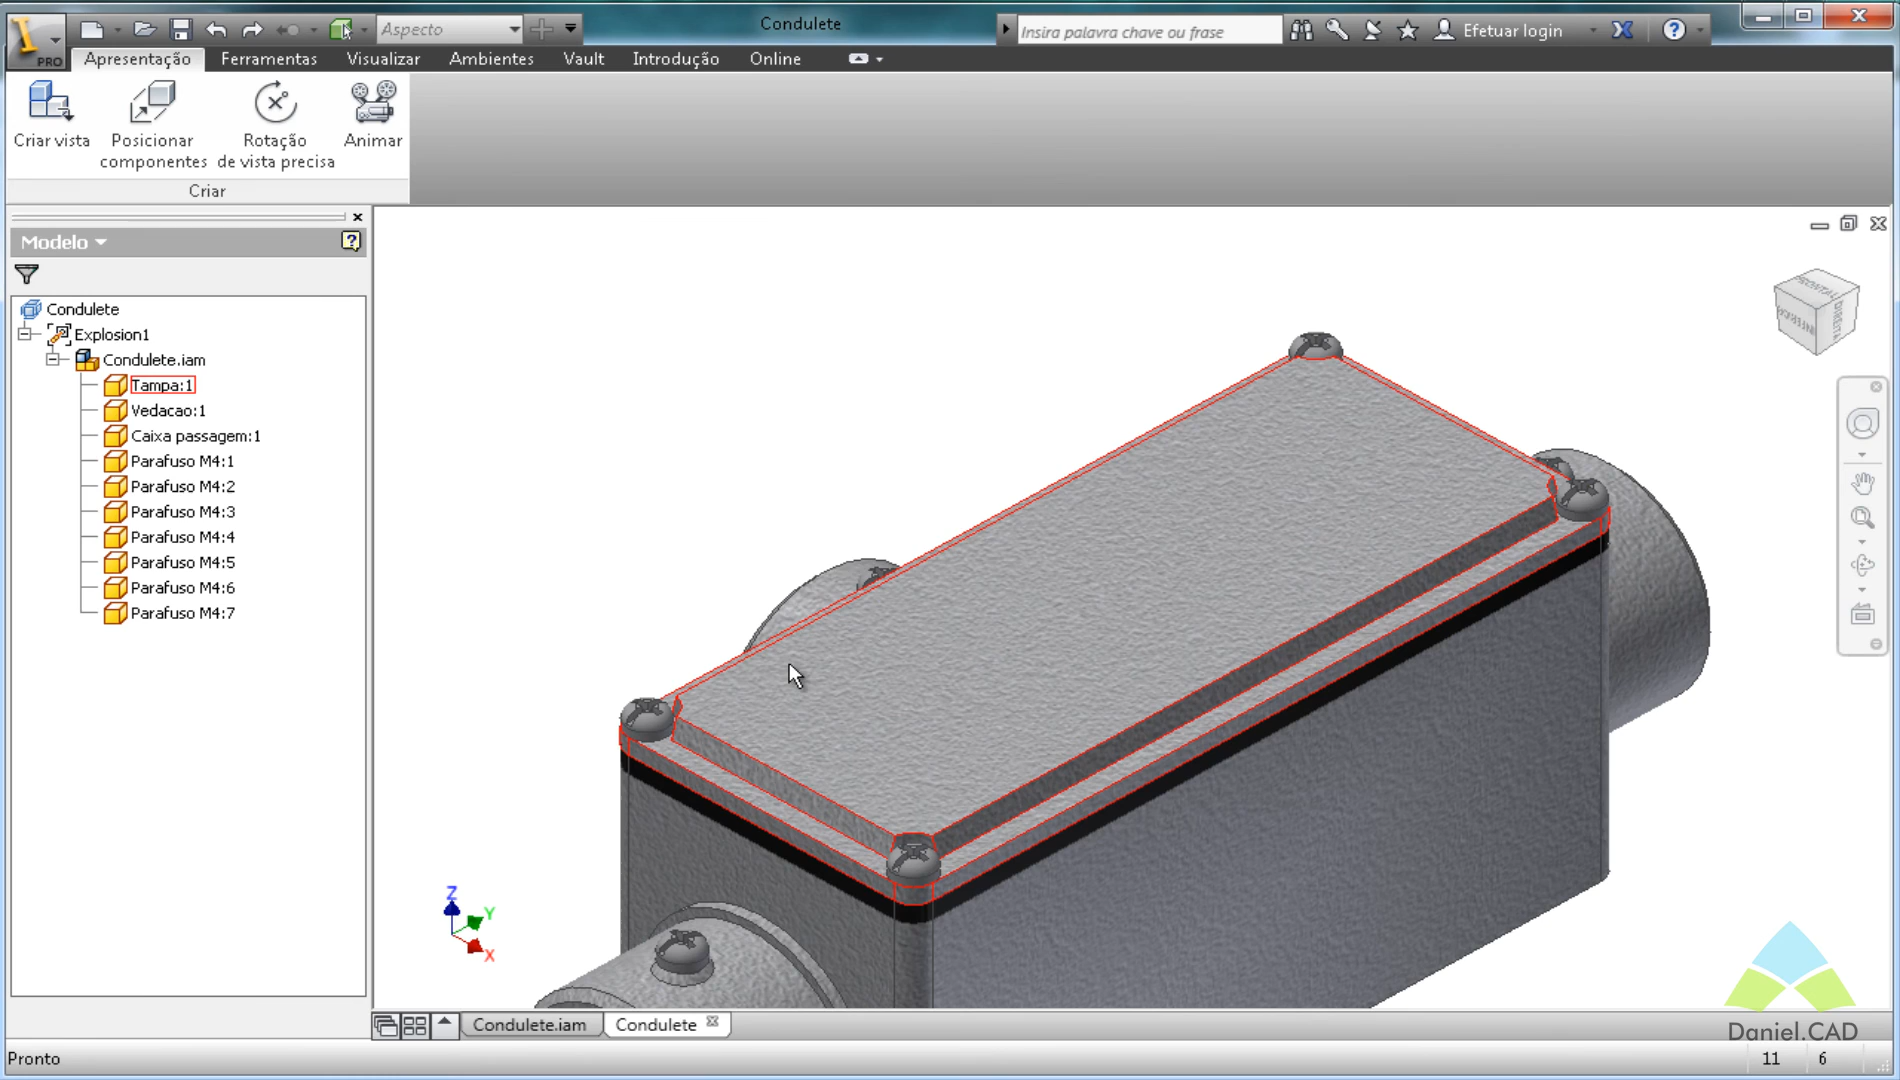 PRO
Aspecto
Condulete
Insira palavra chave ou frase
Efetuar login
Apresentação
Ferramentas
Visualizar
Ambientes
Vault
Introdução
Online
Criar vista
Posicionar componentes
Rotação de vista precisa
Animar
Criar
Modelo
Condulete
Explosion1
Condulete.iam
Tampa:1
Vedacao:1
Caixa passagem:1
Parafuso M4:1
Parafuso M4:2
Parafuso M4:3
Parafuso M4:4
Parafuso M4:5
Parafuso M4:6
Parafuso M4:7
Z
Y
X
Condulete.iam
Condulete
Daniel.CAD
Pronto
11
6